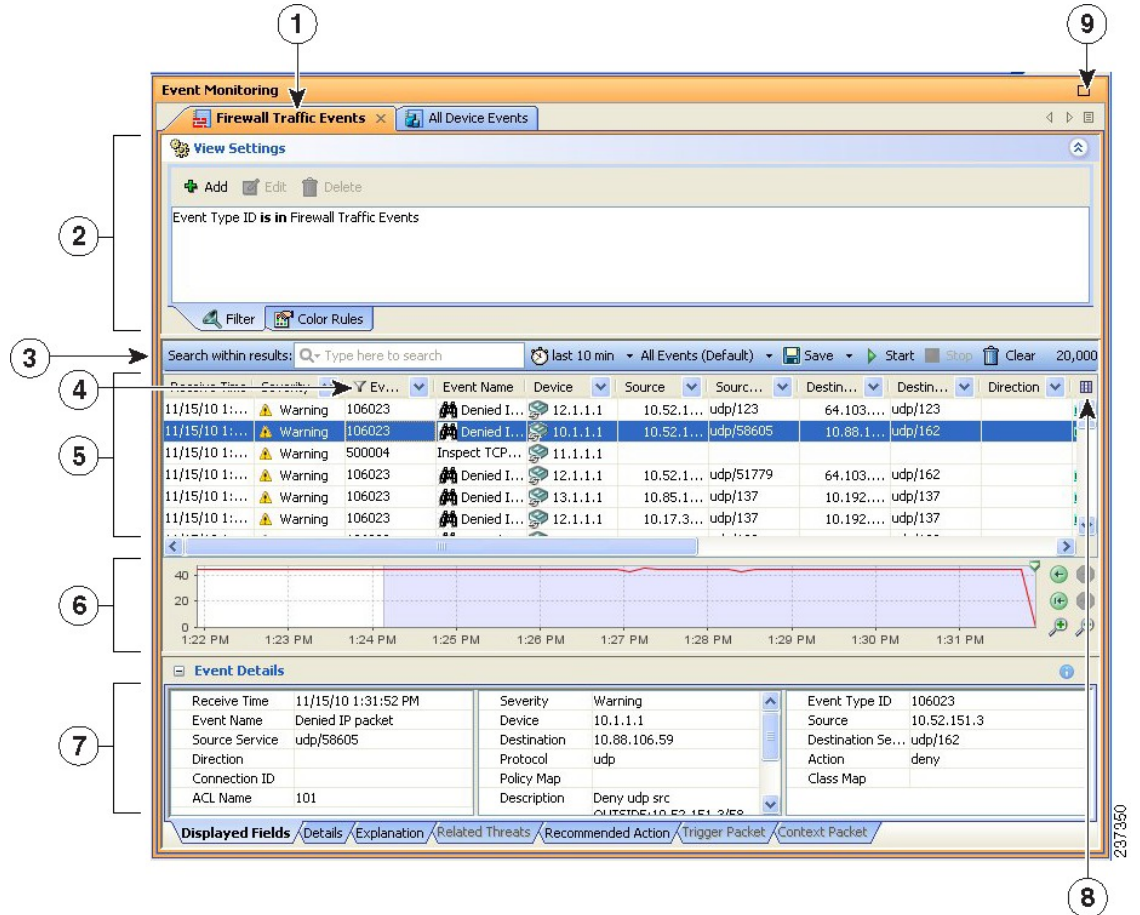 1
9
Event Monitoring
Firewall Traffic Events × All Device Events
View Settings
Add Edit Delete
2
Event Type ID is in Firewall Traffic Events
Filter Color Rules
3
Search within results: Type here to search last 10 min All Events (Default) Save Start Stop Clear 20,000
4
Receive Time Severity Ev... Event Name Device Source Sourc... Destin... Destin... Direction
11/15/10 1:... Warning 106023 Denied I... 12.1.1.1 10.52.1... udp/123 64.103.... udp/123
11/15/10 1:... Warning 106023 Denied I... 10.1.1.1 10.52.1... udp/58605 10.88.1... udp/162
5
11/15/10 1:... Warning 500004 Inspect TCP... 11.1.1.1
11/15/10 1:... Warning 106023 Denied I... 12.1.1.1 10.52.1... udp/51779 64.103.... udp/162
11/15/10 1:... Warning 106023 Denied I... 13.1.1.1 10.85.1... udp/137 10.192.... udp/137
11/15/10 1:... Warning 106023 Denied I... 12.1.1.1 10.17.3... udp/137 10.192.... udp/137
6
40
20
0
1:22 PM 1:23 PM 1:24 PM 1:25 PM 1:26 PM 1:27 PM 1:28 PM 1:29 PM 1:30 PM 1:31 PM
Event Details
7
Receive Time 11/15/10 1:31:52 PM Severity Warning Event Type ID 106023
Event Name Denied IP packet Device 10.1.1.1 Source 10.52.151.3
Source Service udp/58605 Destination 10.88.106.59 Destination Se... udp/162
Direction Protocol udp Action deny
Connection ID Policy Map Class Map
ACL Name 101 Description Deny udp src
OUTSIDE:10.52.151.3/58
Displayed Fields Details Explanation Related Threats Recommended Action Trigger Packet Context Packet
237350
8